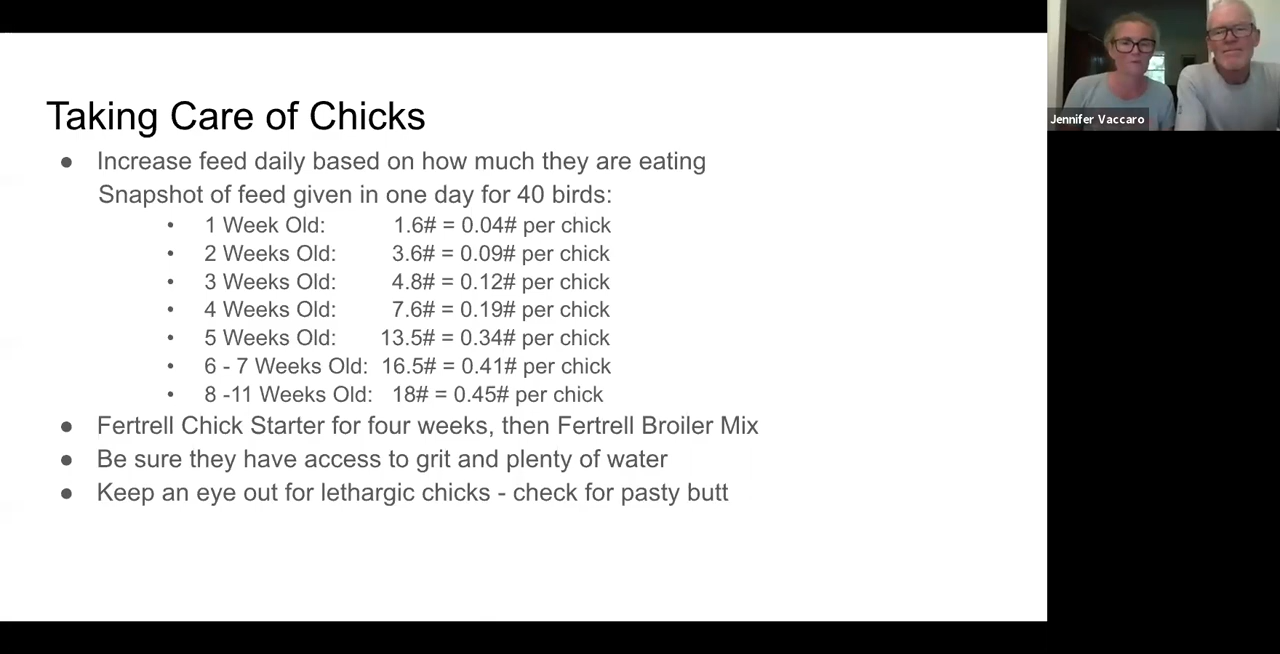 Taking Care of Chicks
● Increase feed daily based on how much they are eating
Snapshot of feed given in one day for 40 birds:
• 1 Week Old: 1.6# = 0.04# per chick
• 2 Weeks Old: 3.6# = 0.09# per chick
• 3 Weeks Old: 4.8# = 0.12# per chick
• 4 Weeks Old: 7.6# = 0.19# per chick
• 5 Weeks Old: 13.5# = 0.34# per chick
• 6 - 7 Weeks Old: 16.5# = 0.41# per chick
• 8 -11 Weeks Old: 18# = 0.45# per chick
● Fertrell Chick Starter for four weeks, then Fertrell Broiler Mix
● Be sure they have access to grit and plenty of water
● Keep an eye out for lethargic chicks - check for pasty butt
Jennifer Vaccaro